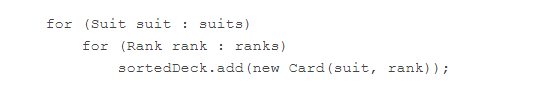 for (Suit suit : suits)
    for (Rank rank : ranks)
        sortedDeck.add(new Card(suit, rank));